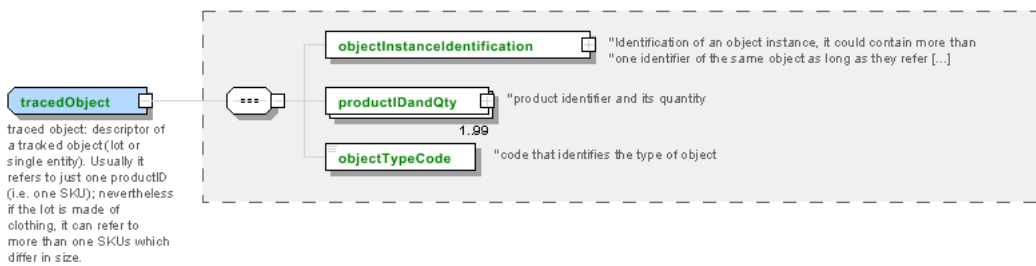 objectInstanceIdentification
"Identification of an object instance, it could contain more than
"one identifier of the same object as long as they refer [...]
tracedObject
productIDandQty
"product identifier and its quantity
1..99
traced object: descriptor of
a tracked object (lot or
single entity). Usually it
refers to just one productID
(i.e. one SKU); nevertheless
if the lot is made of
clothing, it can refer to
more than one SKUs which
differ in size.
objectTypeCode
"code that identifies the type of object